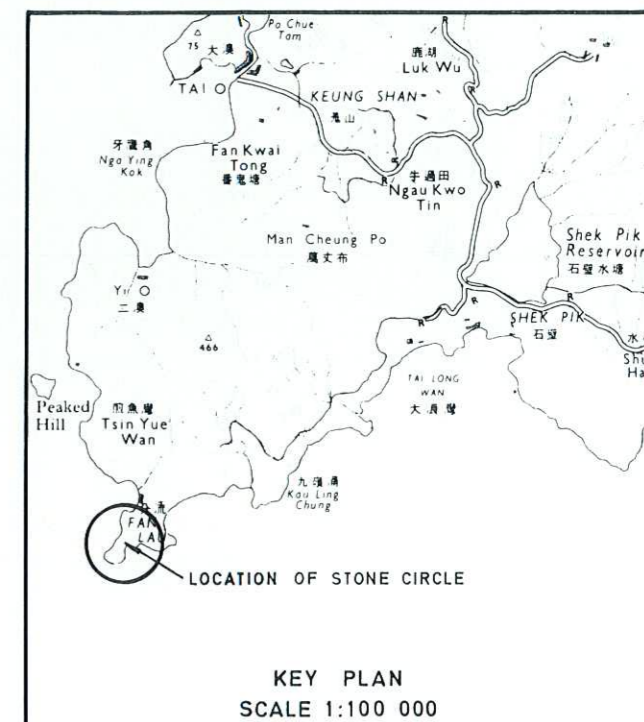 Po Chue
Tam
75
大澳
TAI O
鹿湖
Luk Wu
R
R
KEUNG SHAN
羗山
牙鷹角
Nga Ying
Kok
Fan Kwai
Tong
番鬼塘
R
牛過田
Ngau Kwo
Tin
R
Man Cheung Po
萬丈布
Shek Pik
Reservoir
石壁水塘
Yi O
二澳
R
R
R
SHEK PIK
石壁
水
Shu
Ha
466
TAI LONG
WAN
大浪灣
Peaked
Hill
煎魚灣
Tsin Yue
Wan
九嶺涌
Kau Ling
Chung
FAN
LAU
LOCATION OF STONE CIRCLE
KEY PLAN
SCALE 1:100 000